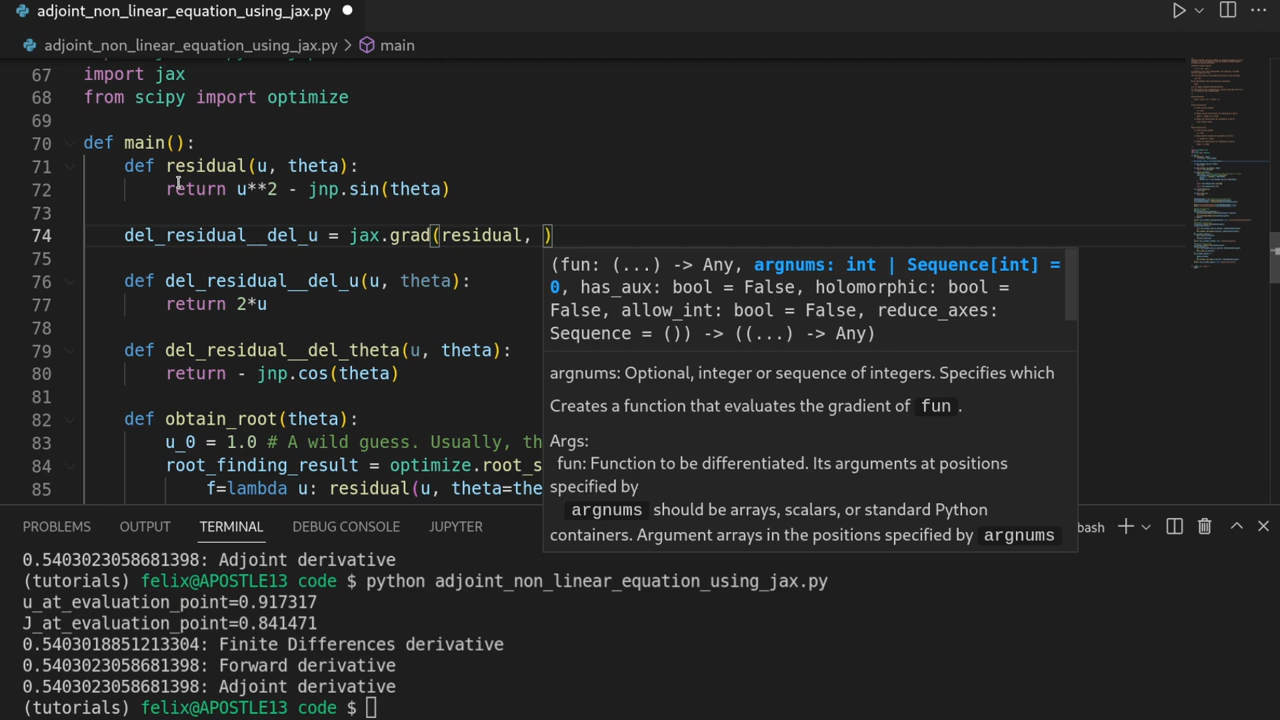 adjoint_non_linear_equation_using_jax.py
adjoint_non_linear_equation_using_jax.py > main
67 import jax
68 from scipy import optimize
69
70 def main():
71 def residual(u, theta):
72 return u**2 - jnp.sin(theta)
73
74 del_residual__del_u = jax.grad(residual, )
75
(fun: (...) -> Any, argnums: int | Sequence[int] =
0, has_aux: bool = False, holomorphic: bool =
False, allow_int: bool = False, reduce_axes:
Sequence = ()) -> ((...) -> Any)
argnums: Optional, integer or sequence of integers. Specifies which
Creates a function that evaluates the gradient of fun.
Args:
fun: Function to be differentiated. Its arguments at positions
specified by
argnums should be arrays, scalars, or standard Python
containers. Argument arrays in the positions specified by argnums
76 def del_residual__del_u(u, theta):
77 return 2*u
78
79 def del_residual__del_theta(u, theta):
80 return - jnp.cos(theta)
81
82 def obtain_root(theta):
83 u_0 = 1.0 # A wild guess. Usually, th
84 root_finding_result = optimize.root_s
85 f=lambda u: residual(u, theta=the
PROBLEMS OUTPUT TERMINAL DEBUG CONSOLE JUPYTER bash
0.5403023058681398: Adjoint derivative
(tutorials) felix@APOSTLE13 code $ python adjoint_non_linear_equation_using_jax.py
u_at_evaluation_point=0.917317
J_at_evaluation_point=0.841471
0.5403018851213304: Finite Differences derivative
0.5403023058681398: Forward derivative
0.5403023058681398: Adjoint derivative
(tutorials) felix@APOSTLE13 code $